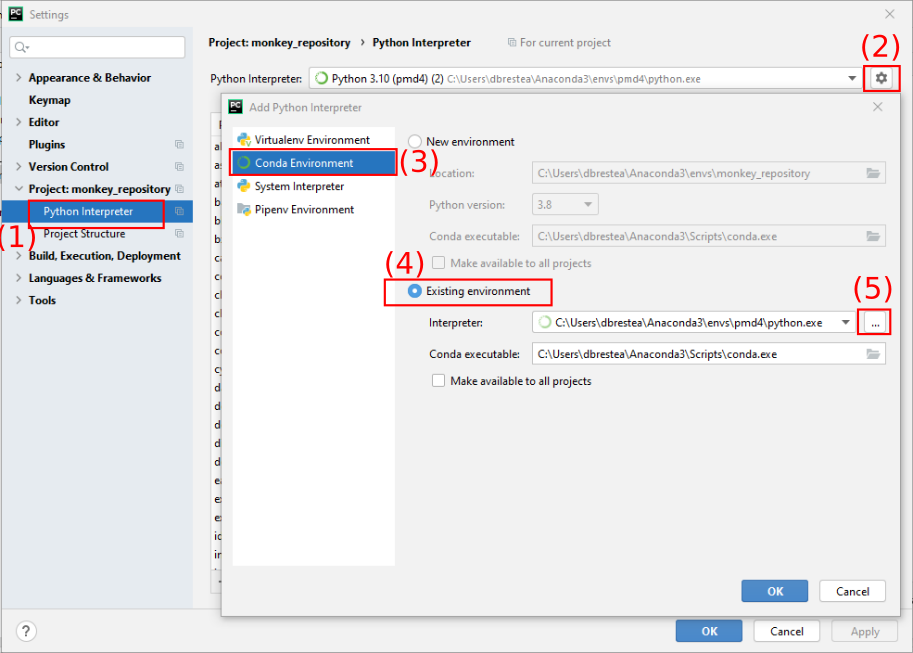 PC Settings
Project: monkey_repository › Python Interpreter For current project
(2)
Python Interpreter: Python 3.10 (pmd4) (2) C:\Users\dbrestea\Anaconda3\envs\pmd4\python.exe
Appearance & Behavior
Keymap
Editor
Plugins
Version Control
Project: monkey_repository
Python Interpreter
(1)
Project Structure
Build, Execution, Deployment
Languages & Frameworks
Tools
PC Add Python Interpreter
Virtualenv Environment
Conda Environment
(3)
System Interpreter
Pipenv Environment
New environment
Location: C:\Users\dbrestea\Anaconda3\envs\monkey_repository
Python version: 3.8
Conda executable: C:\Users\dbrestea\Anaconda3\Scripts\conda.exe
Make available to all projects
(4)
Existing environment
(5)
Interpreter: C:\Users\dbrestea\Anaconda3\envs\pmd4\python.exe ...
Conda executable: C:\Users\dbrestea\Anaconda3\Scripts\conda.exe
Make available to all projects
OK Cancel
? OK Cancel Apply